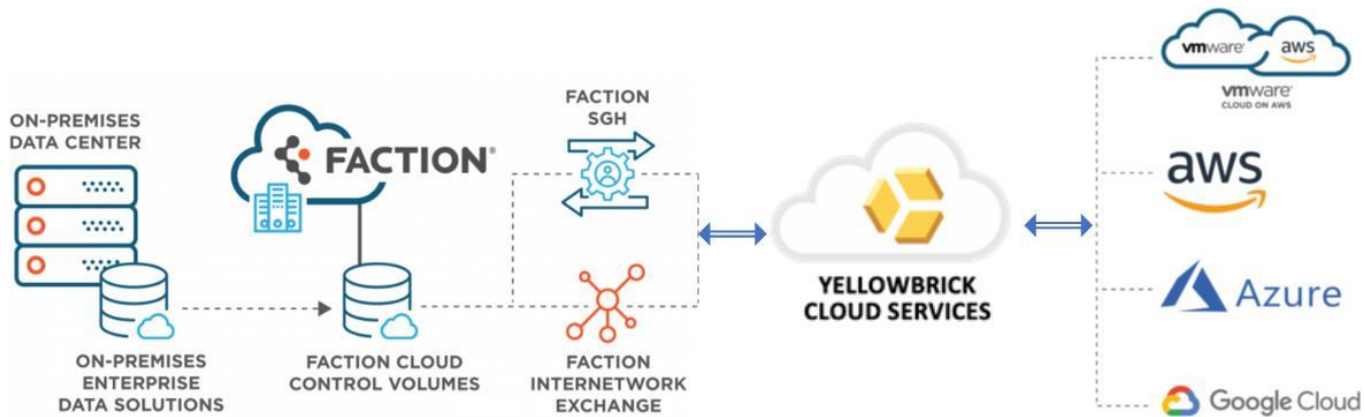 ON-PREMISES
DATA CENTER
ON-PREMISES
ENTERPRISE
DATA SOLUTIONS
FACTION®
FACTION CLOUD
CONTROL VOLUMES
FACTION
SGH
FACTION
INTERNETWORK
EXCHANGE
YELLOWBRICK
CLOUD SERVICES
vmware® aws
vmware®
CLOUD ON AWS
aws
Azure
Google Cloud